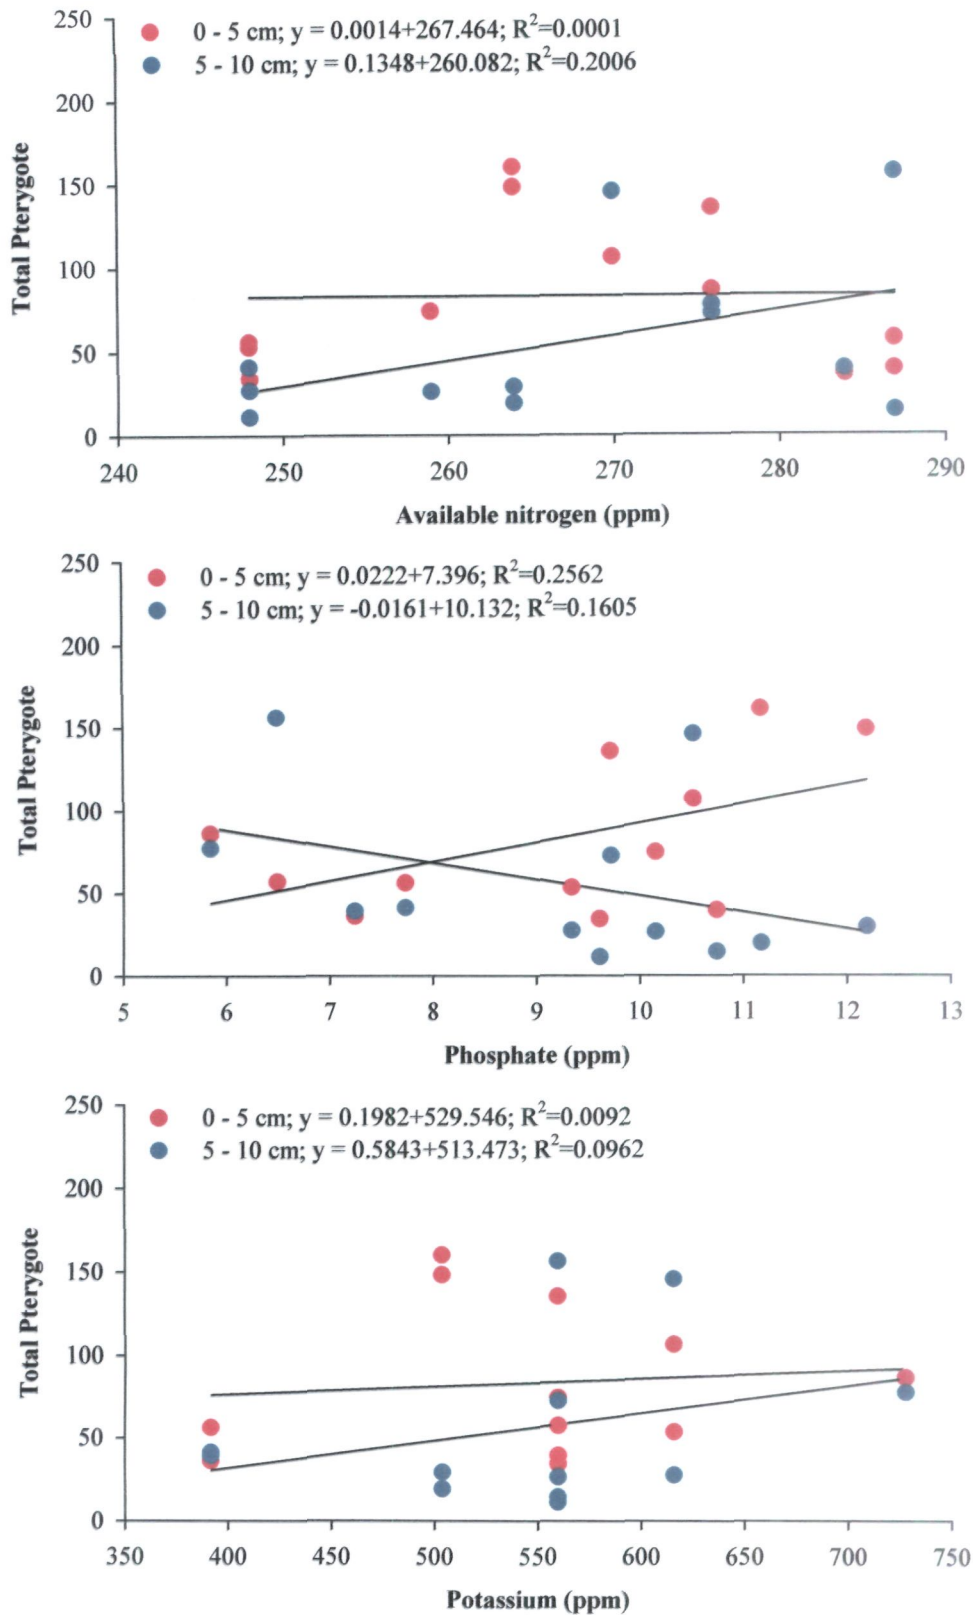 250
0 - 5 cm; y = 0.0014+267.464; R²=0.0001
5 - 10 cm; y = 0.1348+260.082; R²=0.2006
200
150
100
50
0
Total Pterygote
240 250 260 270 280 290
Available nitrogen (ppm)
250
0 - 5 cm; y = 0.0222+7.396; R²=0.2562
5 - 10 cm; y = -0.0161+10.132; R²=0.1605
200
150
100
50
0
Total Pterygote
5 6 7 8 9 10 11 12 13
Phosphate (ppm)
250
0 - 5 cm; y = 0.1982+529.546; R²=0.0092
5 - 10 cm; y = 0.5843+513.473; R²=0.0962
200
150
100
50
0
Total Pterygote
350 400 450 500 550 600 650 700 750
Potassium (ppm)